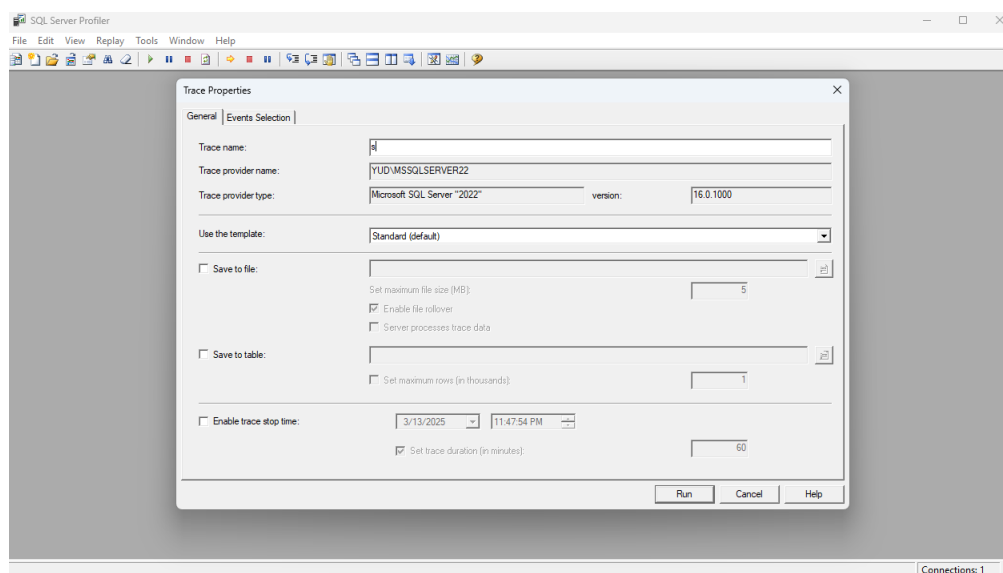 SQL Server Profiler
File Edit View Replay Tools Window Help
Trace Properties
General Events Selection
Trace name: s
Trace provider name: YUD\MSSQLSERVER22
Trace provider type: Microsoft SQL Server "2022" version: 16.0.1000
Use the template: Standard (default)
Save to file:
Set maximum file size (MB): 5
Enable file rollover
Server processes trace data
Save to table:
Set maximum rows (in thousands): 1
Enable trace stop time: 3/13/2025 11:47:54 PM
Set trace duration (in minutes): 60
Run Cancel Help
Connections: 1